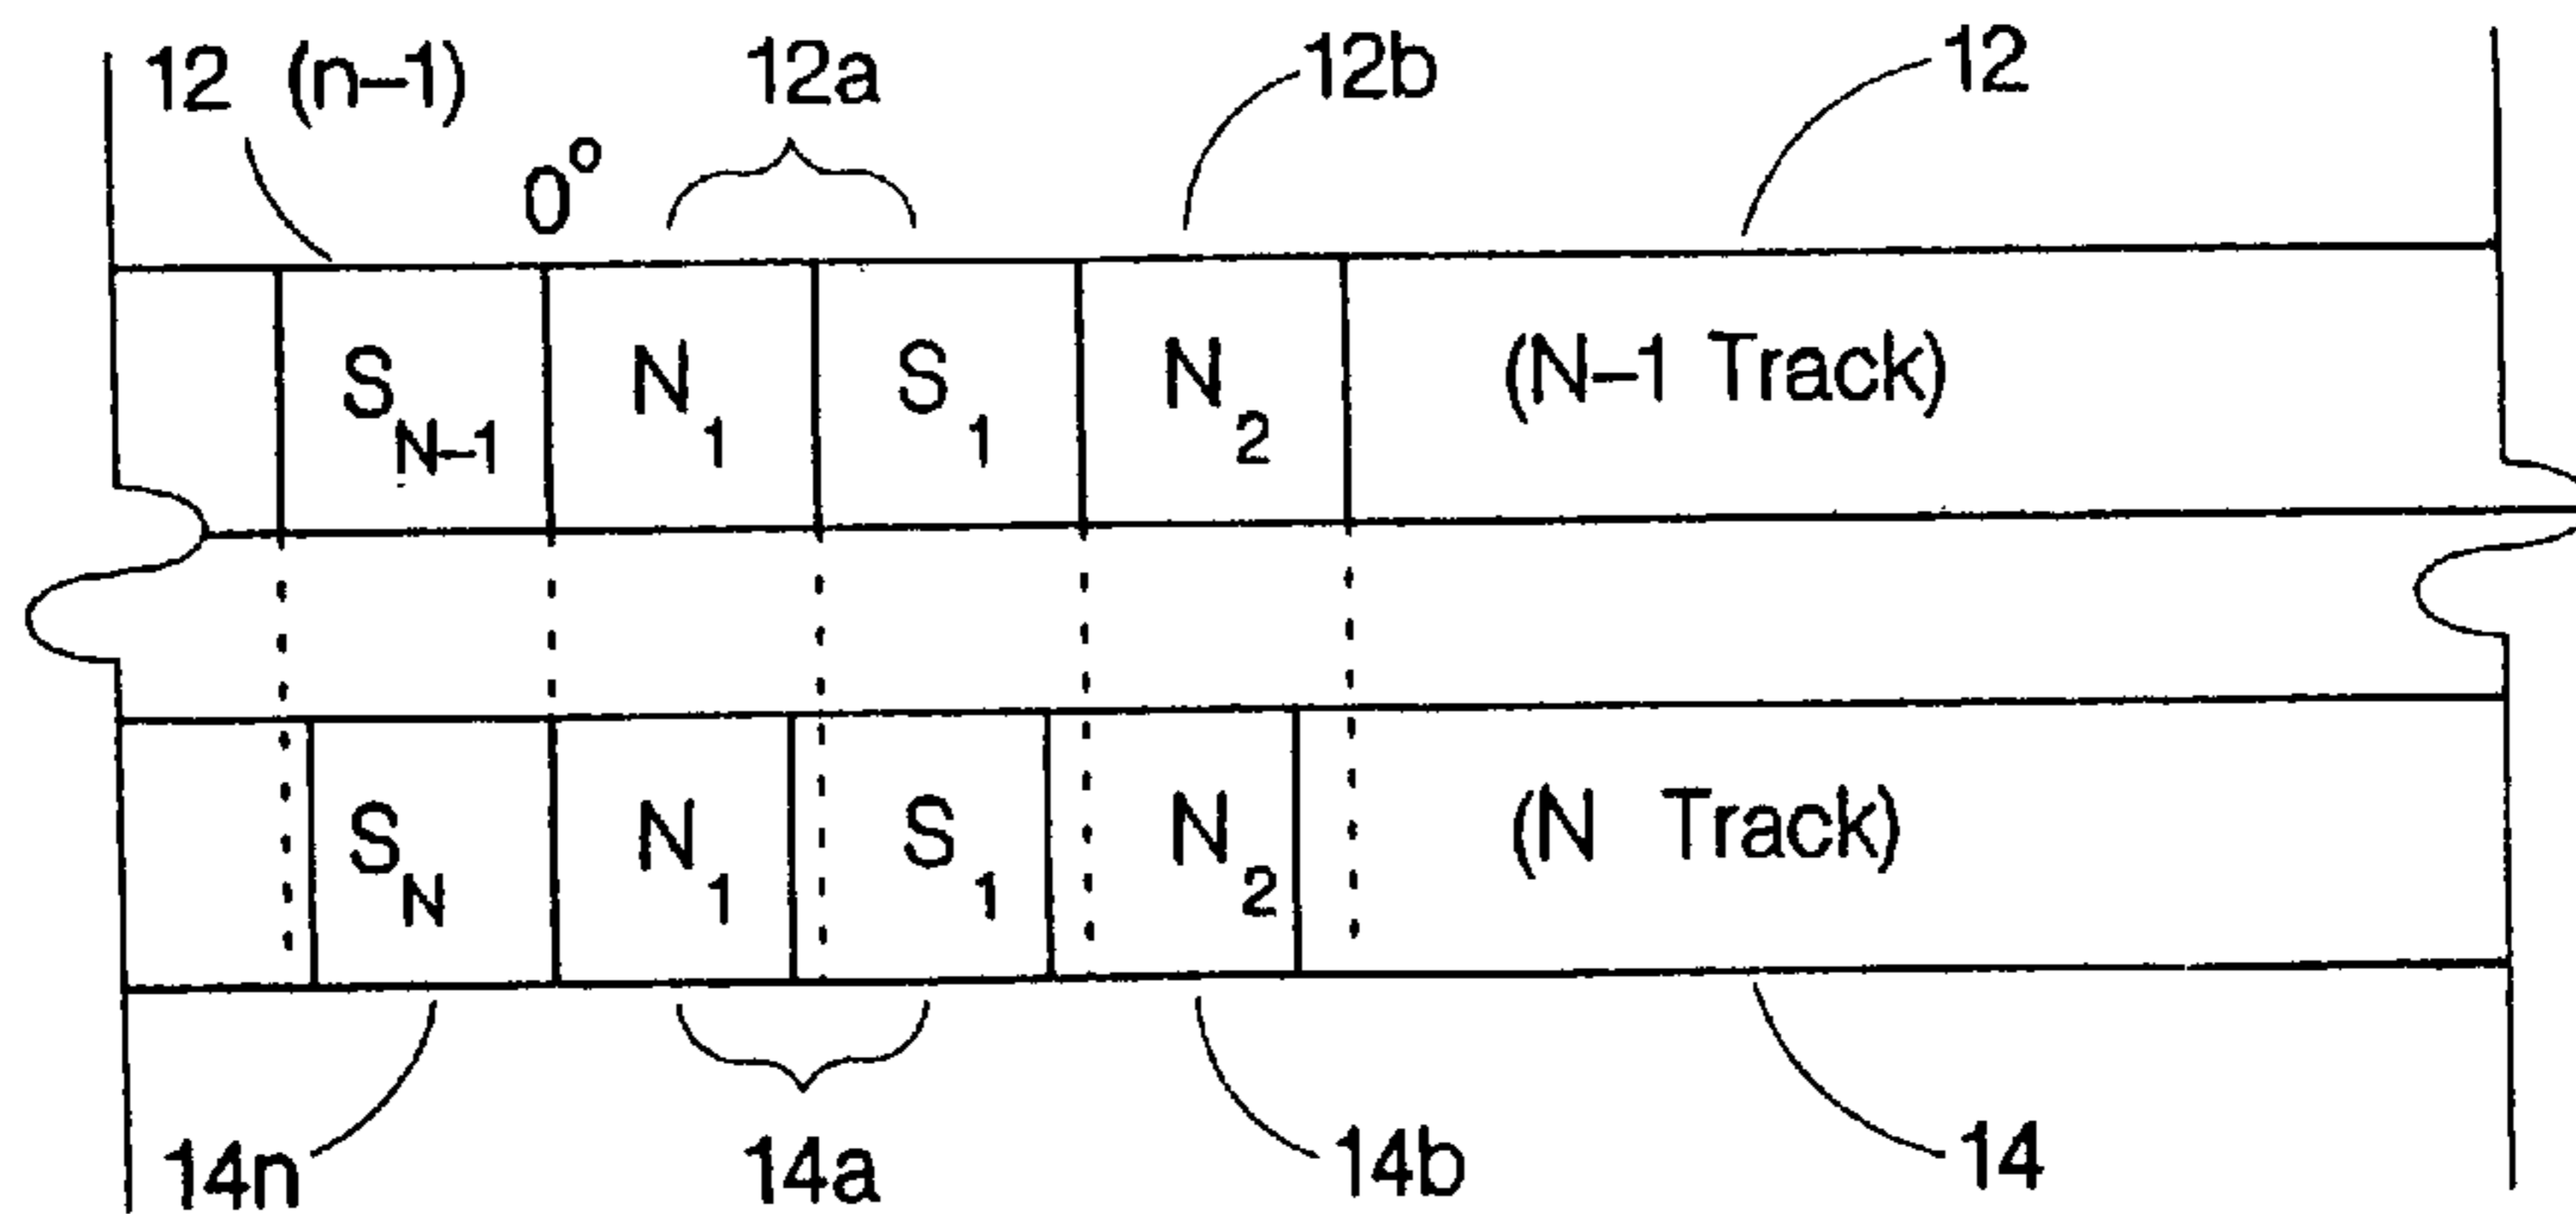 12 (n-1) 12a 12b 12
0°
S N-1 N 1 S 1 N 2 (N-1 Track)
S N N 1 S 1 N 2 (N Track)
14n 14a 14b 14